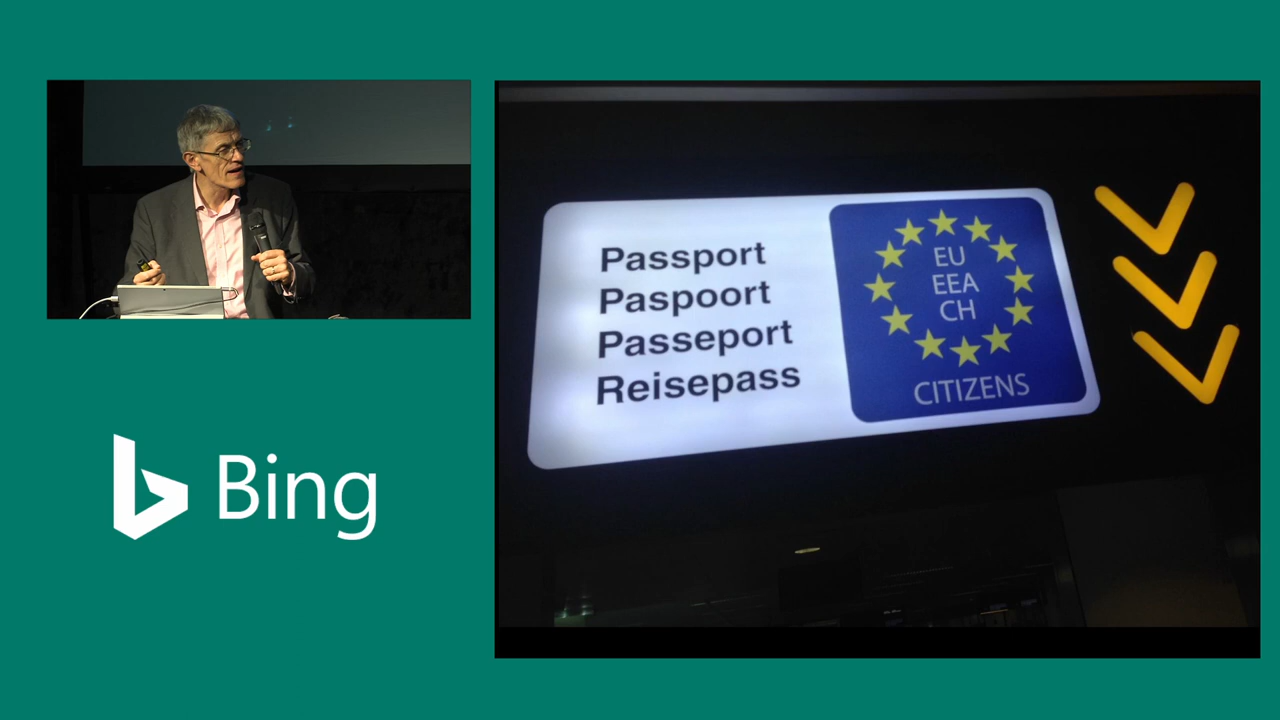 Passport
Paspoort
Passeport
Reisepass
EU
EEA
CH
CITIZENS
Bing